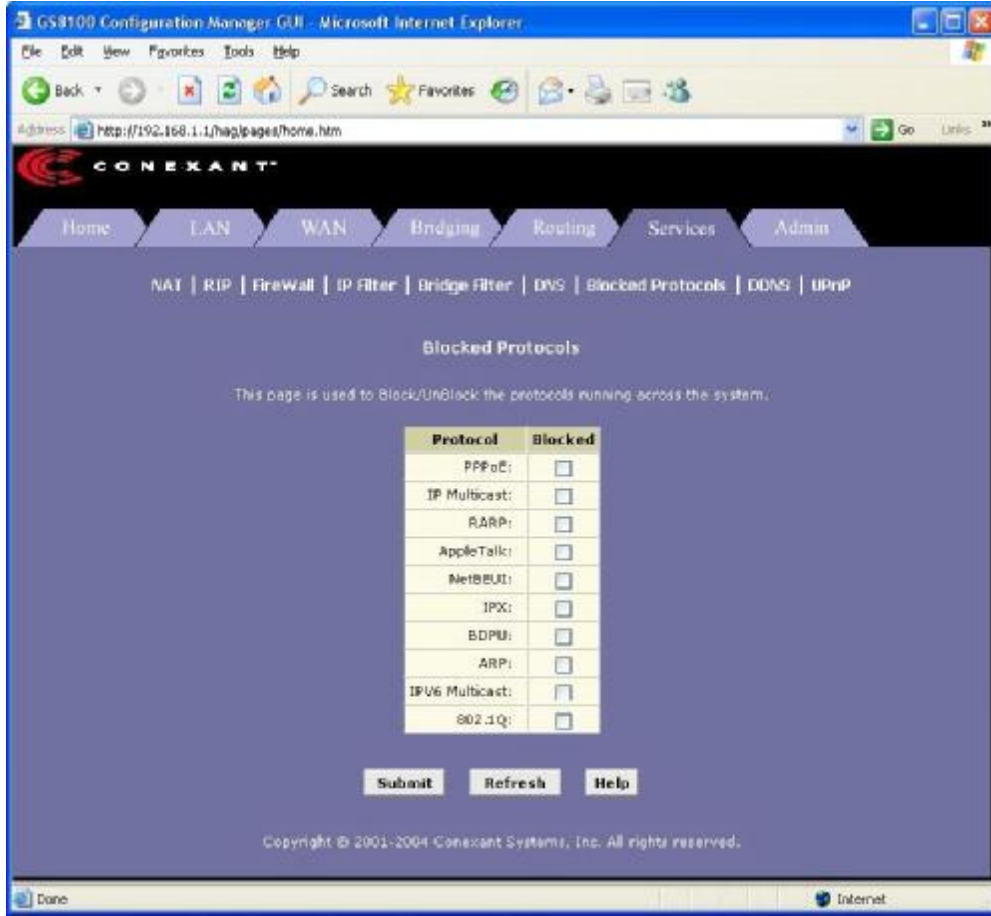 GS8100 Configuration Manager GUI - Microsoft Internet Explorer
File Edit View Favorites Tools Help
Back Search Favorites
Address http://192.168.1.1/hag/pages/home.htm Go Links »
CONEXANT™
Home LAN WAN Bridging Routing Services Admin
NAT | RIP | FireWall | IP Filter | Bridge Filter | DNS | Blocked Protocols | DDNS | UPnP
Blocked Protocols
This page is used to Block/UnBlock the protocols running across the system.
Protocol Blocked
PPPoE:
IP Multicast:
RARP:
AppleTalk:
NetBEUI:
IPX:
BDPU:
ARP:
IPV6 Multicast:
802.1Q:
Submit Refresh Help
Copyright © 2001-2004 Conexant Systems, Inc. All rights reserved.
Done Internet